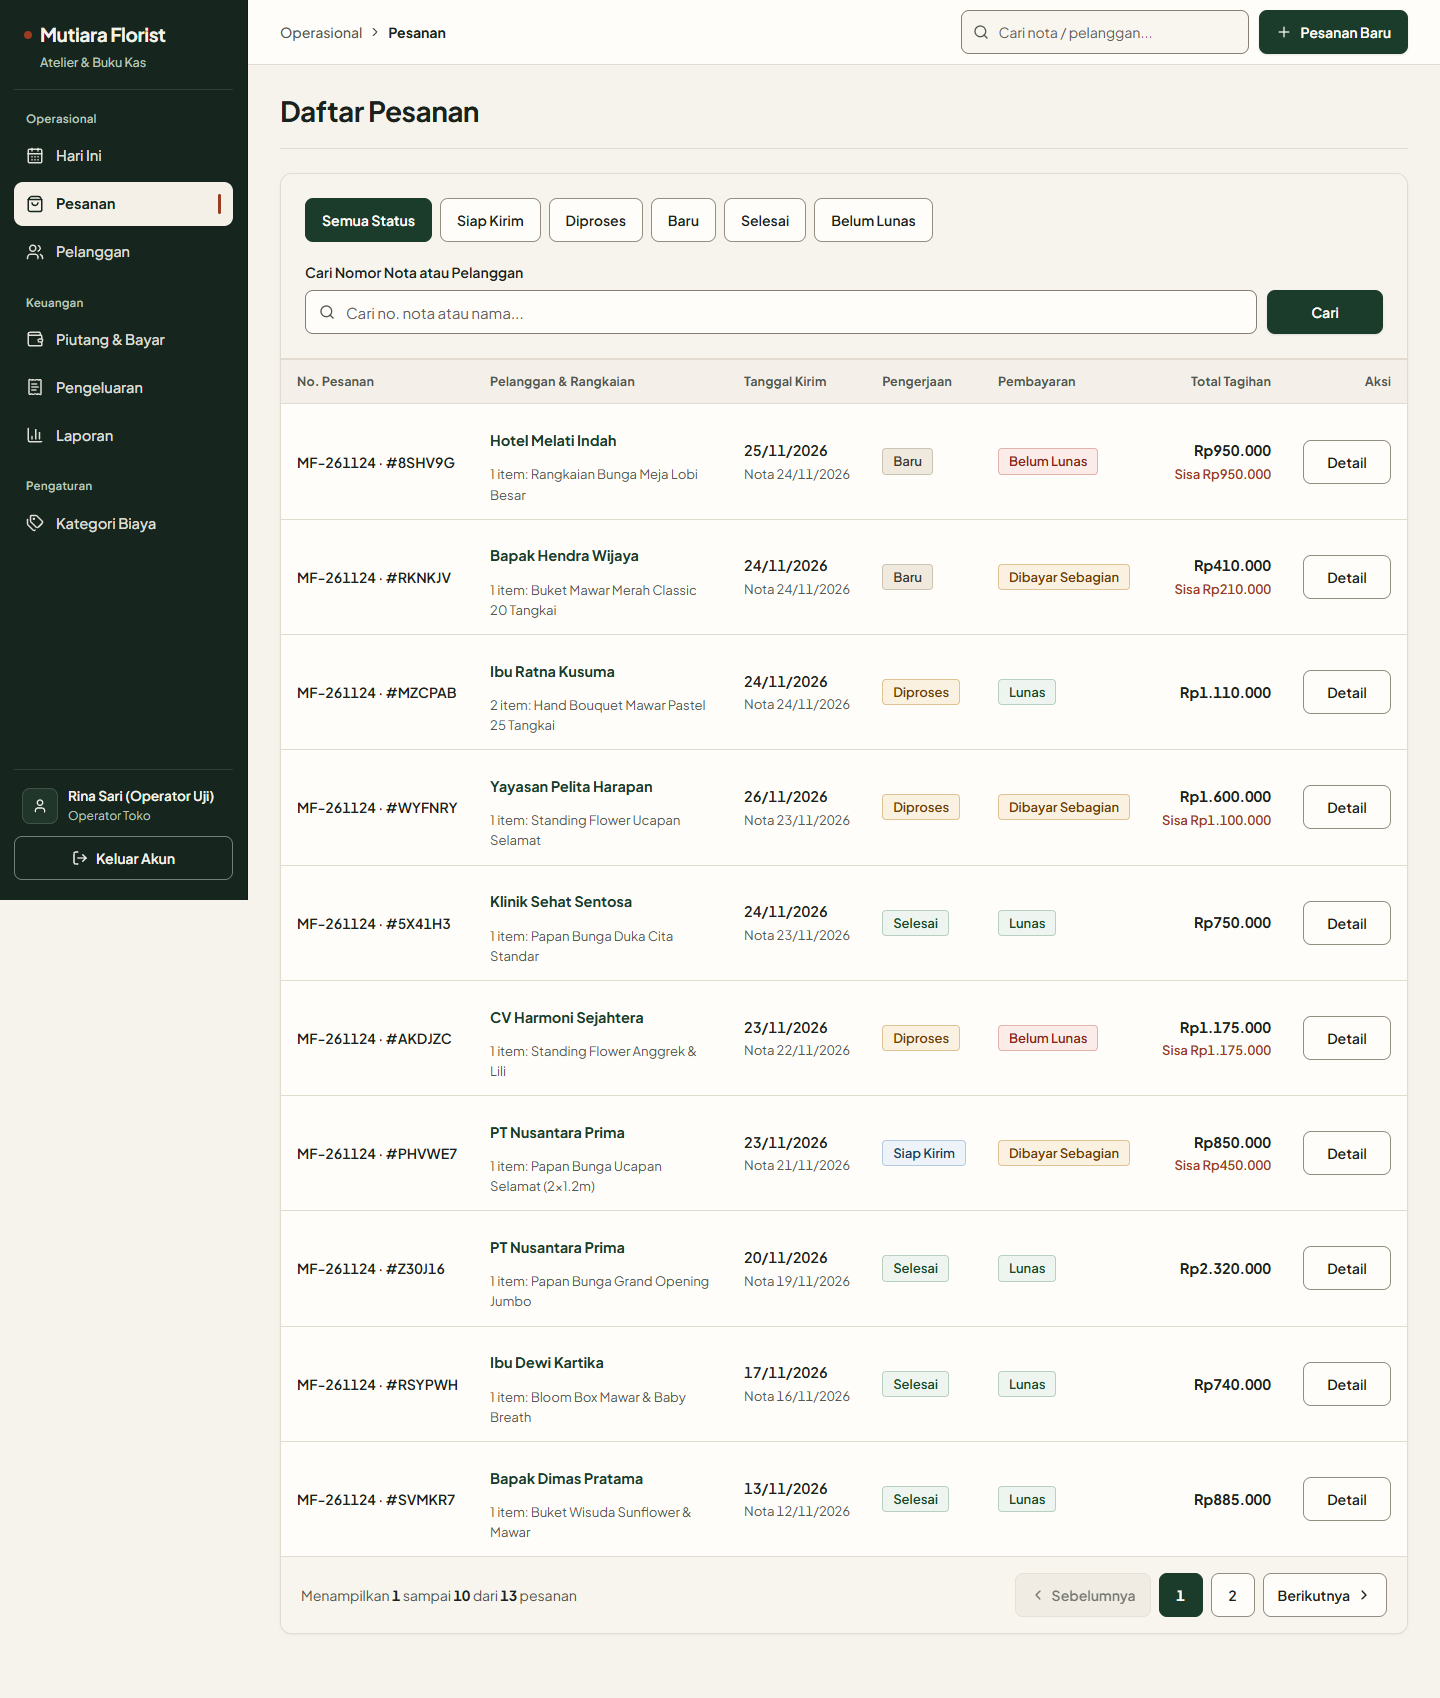 Mutiara Florist
Atelier & Buku Kas
Operasional
Hari Ini
Pesanan
Pelanggan
Keuangan
Piutang & Bayar
Pengeluaran
Laporan
Pengaturan
Kategori Biaya
Rina Sari (Operator Uji)
Operator Toko
Keluar Akun
Operasional > Pesanan
Cari nota / pelanggan...
+ Pesanan Baru
Daftar Pesanan
Semua Status Siap Kirim Diproses Baru Selesai Belum Lunas
Cari Nomor Nota atau Pelanggan
Cari no. nota atau nama...
Cari
No. Pesanan Pelanggan & Rangkaian Tanggal Kirim Pengerjaan Pembayaran Total Tagihan Aksi
MF-261124 · #8SHV9G
Hotel Melati Indah
1 item: Rangkaian Bunga Meja Lobi
Besar
25/11/2026
Nota 24/11/2026
Baru
Belum Lunas
Rp950.000
Sisa Rp950.000
Detail
MF-261124 · #RKNKJV
Bapak Hendra Wijaya
1 item: Buket Mawar Merah Classic
20 Tangkai
24/11/2026
Nota 24/11/2026
Baru
Dibayar Sebagian
Rp410.000
Sisa Rp210.000
Detail
MF-261124 · #MZCPAB
Ibu Ratna Kusuma
2 item: Hand Bouquet Mawar Pastel
25 Tangkai
24/11/2026
Nota 24/11/2026
Diproses
Lunas
Rp1.110.000
Detail
MF-261124 · #WYFNRY
Yayasan Pelita Harapan
1 item: Standing Flower Ucapan
Selamat
26/11/2026
Nota 23/11/2026
Diproses
Dibayar Sebagian
Rp1.600.000
Sisa Rp1.100.000
Detail
MF-261124 · #5X41H3
Klinik Sehat Sentosa
1 item: Papan Bunga Duka Cita
Standar
24/11/2026
Nota 23/11/2026
Selesai
Lunas
Rp750.000
Detail
MF-261124 · #AKDJZC
CV Harmoni Sejahtera
1 item: Standing Flower Anggrek &
Lili
23/11/2026
Nota 22/11/2026
Diproses
Belum Lunas
Rp1.175.000
Sisa Rp1.175.000
Detail
MF-261124 · #PHVWE7
PT Nusantara Prima
1 item: Papan Bunga Ucapan
Selamat (2×1.2m)
23/11/2026
Nota 21/11/2026
Siap Kirim
Dibayar Sebagian
Rp850.000
Sisa Rp450.000
Detail
MF-261124 · #Z30J16
PT Nusantara Prima
1 item: Papan Bunga Grand Opening
Jumbo
20/11/2026
Nota 19/11/2026
Selesai
Lunas
Rp2.320.000
Detail
MF-261124 · #RSYPWH
Ibu Dewi Kartika
1 item: Bloom Box Mawar & Baby
Breath
17/11/2026
Nota 16/11/2026
Selesai
Lunas
Rp740.000
Detail
MF-261124 · #SVMKR7
Bapak Dimas Pratama
1 item: Buket Wisuda Sunflower &
Mawar
13/11/2026
Nota 12/11/2026
Selesai
Lunas
Rp885.000
Detail
Menampilkan 1 sampai 10 dari 13 pesanan
< Sebelumnya 1 2 Berikutnya >